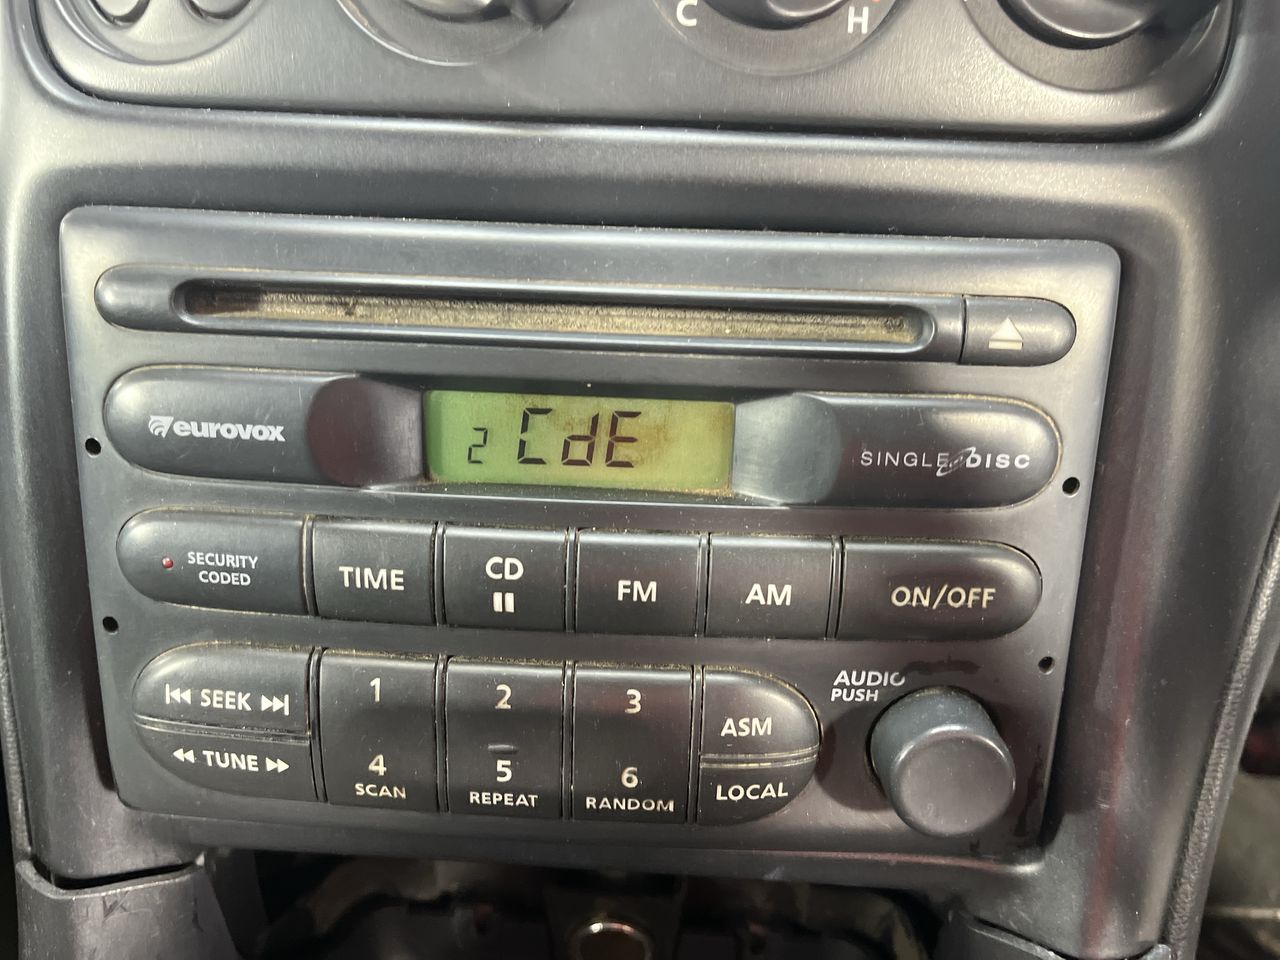 C H
eurovox
2 CdE
SINGLE DISC
SECURITY
CODED
TIME
CD
FM
AM
ON/OFF
SEEK
TUNE
1
4
SCAN
2
5
REPEAT
3
6
RANDOM
ASM
LOCAL
AUDIO
PUSH